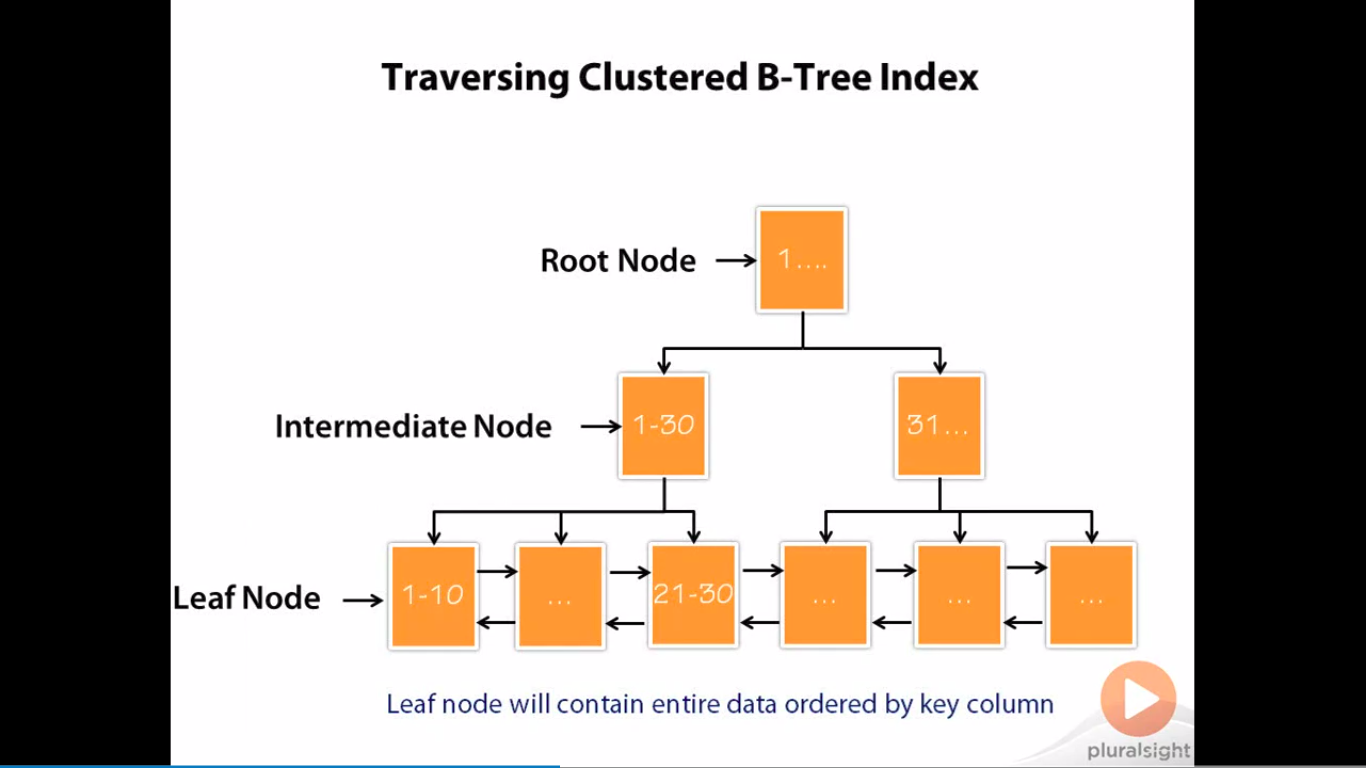 Traversing Clustered B-Tree Index
Root Node
1....
Intermediate Node
1-30
31...
Leaf Node
1-10
...
21-30
...
...
...
Leaf node will contain entire data ordered by key column
pluralsight